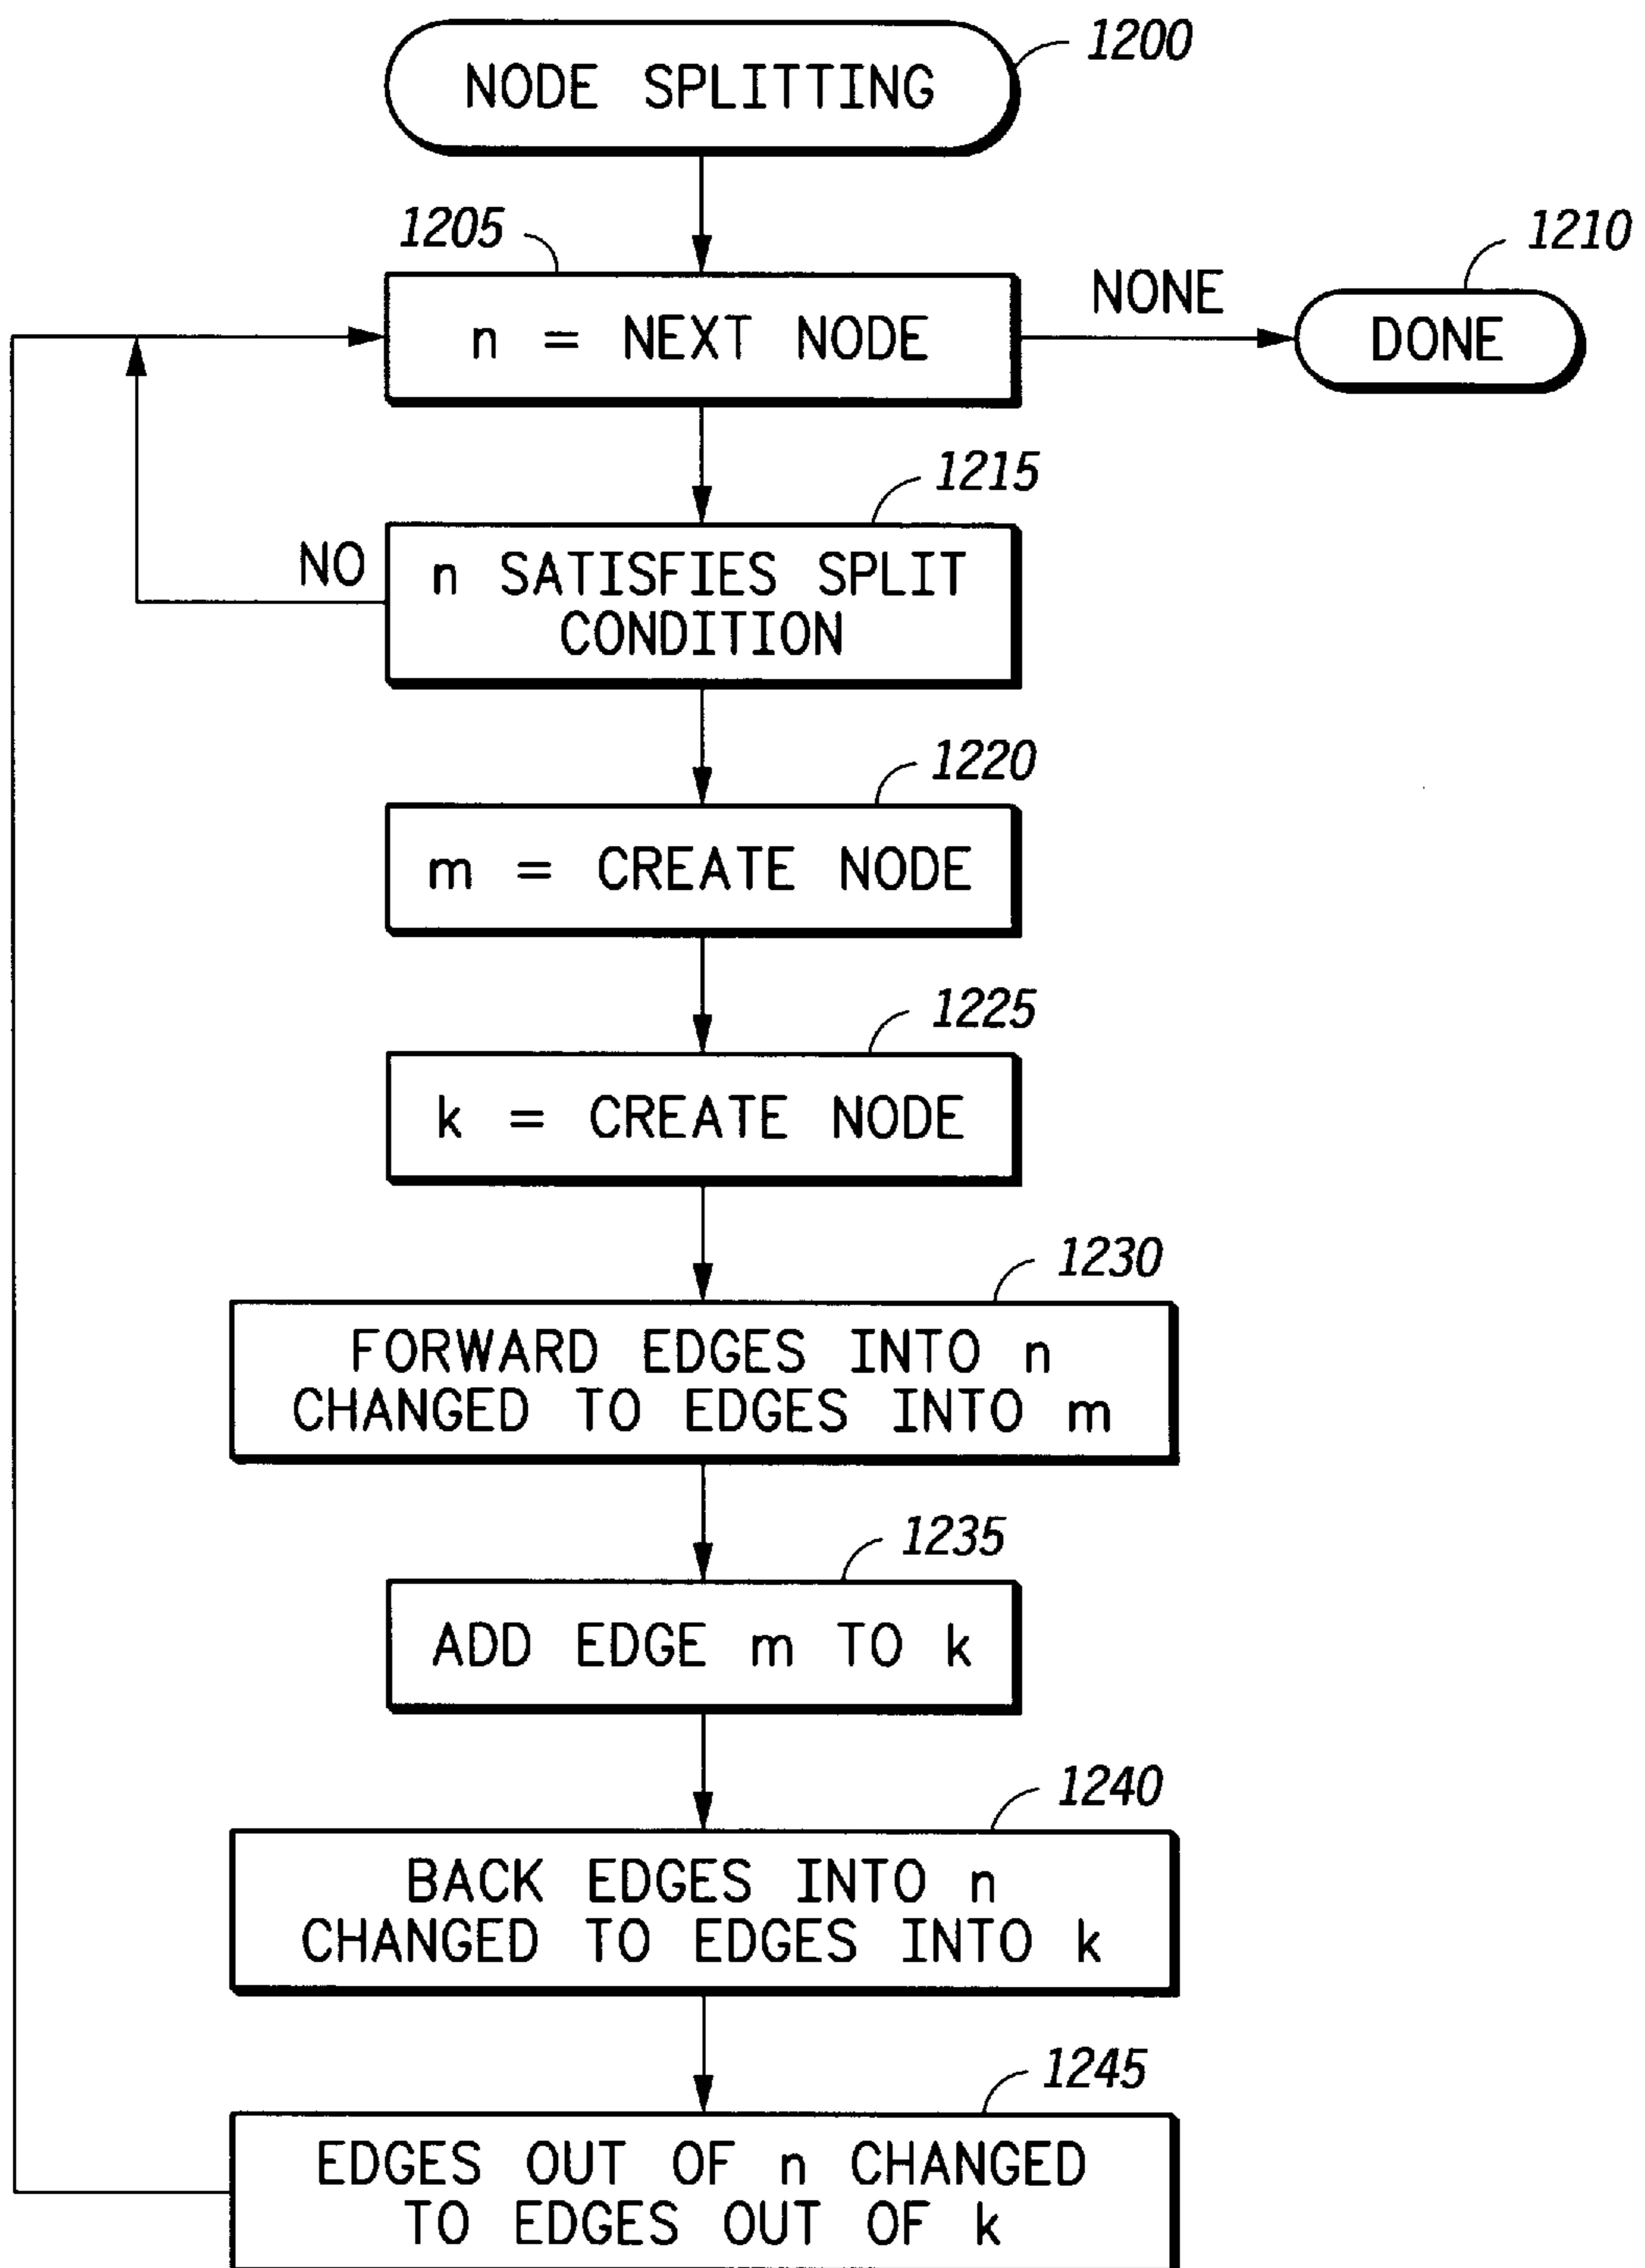 1200
NODE SPLITTING
1205
1210
n = NEXT NODE
NONE
DONE
1215
NO
n SATISFIES SPLIT
CONDITION
1220
m = CREATE NODE
1225
k = CREATE NODE
1230
FORWARD EDGES INTO n
CHANGED TO EDGES INTO m
1235
ADD EDGE m TO k
1240
BACK EDGES INTO n
CHANGED TO EDGES INTO k
1245
EDGES OUT OF n CHANGED
TO EDGES OUT OF k